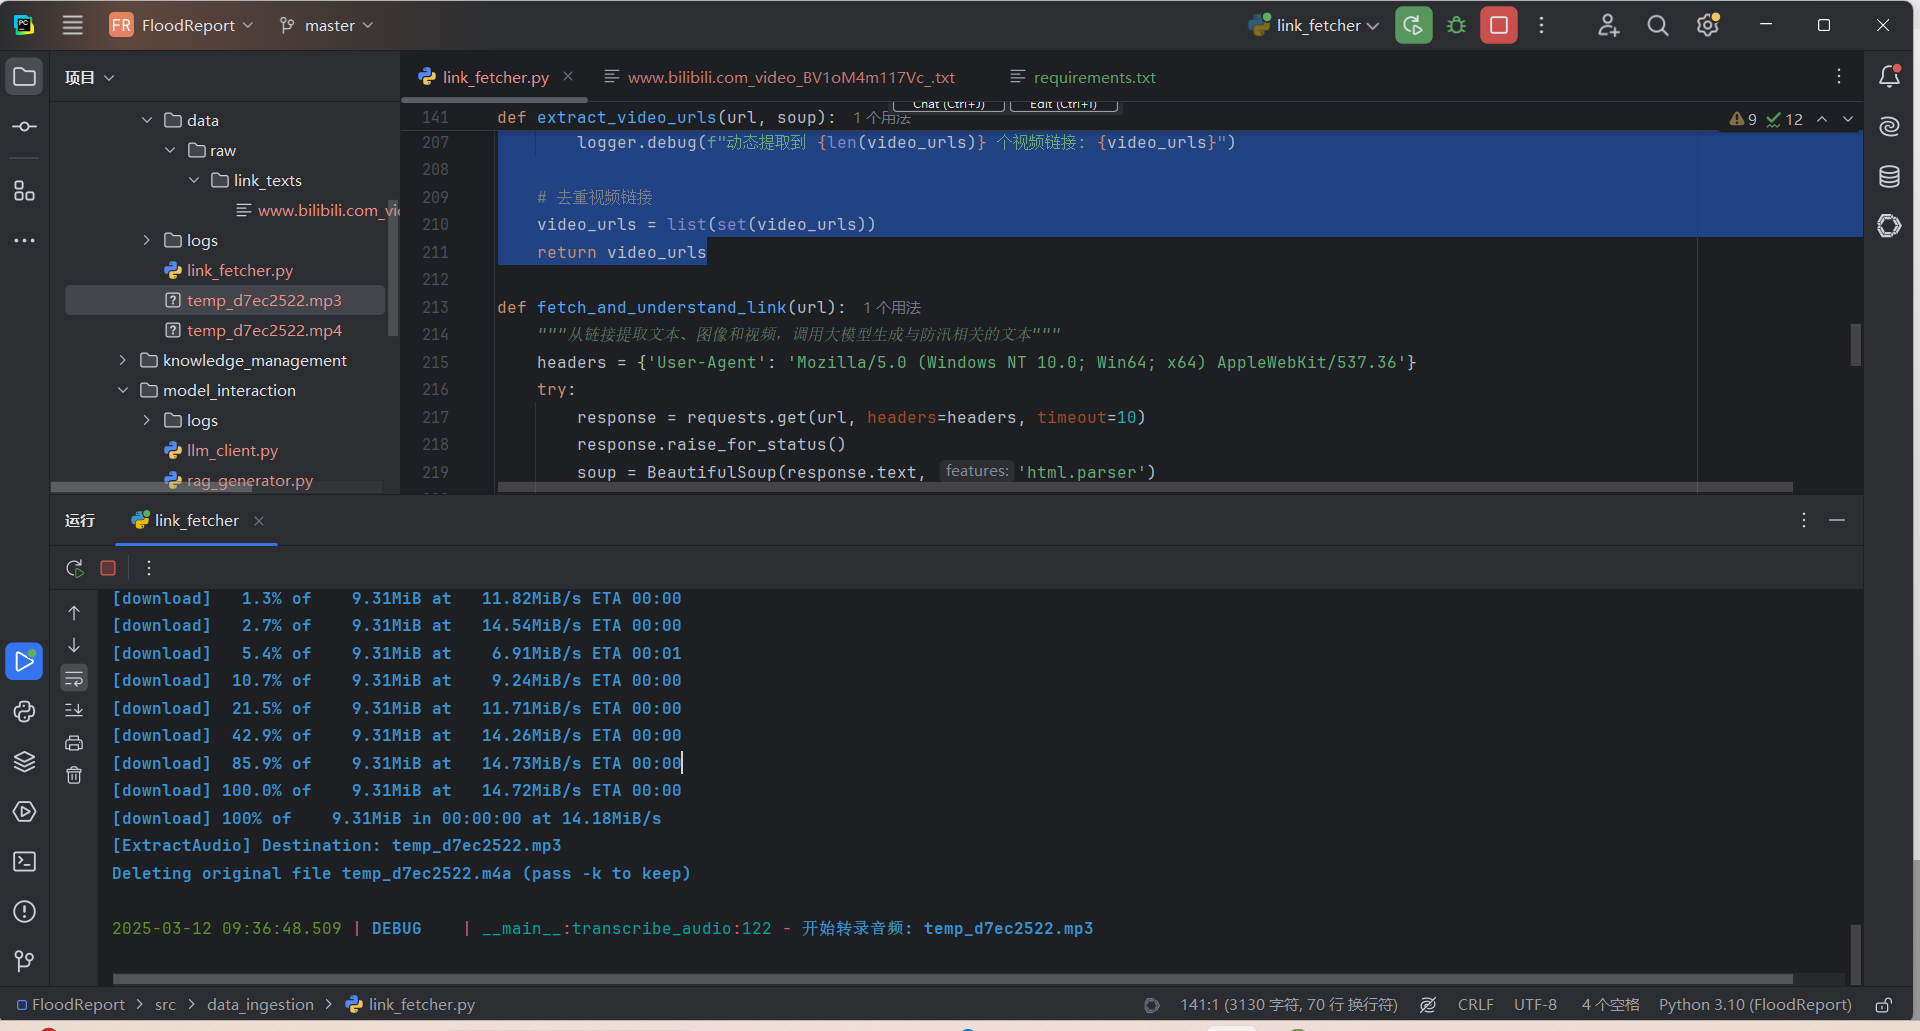 FR FloodReport master link_fetcher
项目
link_fetcher.py www.bilibili.com_video_BV1oM4m117Vc_.txt requirements.txt
data
raw
link_texts
www.bilibili.com_vi
logs
link_fetcher.py
temp_d7ec2522.mp3
temp_d7ec2522.mp4
knowledge_management
model_interaction
logs
llm_client.py
rag_generator.py
Chat (Ctrl+J) Edit (Ctrl+I)
141 def extract_video_urls(url, soup): 1 个用法
9 12
207 logger.debug(f"动态提取到 {len(video_urls)} 个视频链接: {video_urls}")
208
209 # 去重视频链接
210 video_urls = list(set(video_urls))
211 return video_urls
212
213 def fetch_and_understand_link(url): 1 个用法
214 """从链接提取文本、图像和视频，调用大模型生成与防汛相关的文本"""
215 headers = {'User-Agent': 'Mozilla/5.0 (Windows NT 10.0; Win64; x64) AppleWebKit/537.36'}
216 try:
217 response = requests.get(url, headers=headers, timeout=10)
218 response.raise_for_status()
219 soup = BeautifulSoup(response.text, features: 'html.parser')
运行 link_fetcher
[download] 1.3% of 9.31MiB at 11.82MiB/s ETA 00:00
[download] 2.7% of 9.31MiB at 14.54MiB/s ETA 00:00
[download] 5.4% of 9.31MiB at 6.91MiB/s ETA 00:01
[download] 10.7% of 9.31MiB at 9.24MiB/s ETA 00:00
[download] 21.5% of 9.31MiB at 11.71MiB/s ETA 00:00
[download] 42.9% of 9.31MiB at 14.26MiB/s ETA 00:00
[download] 85.9% of 9.31MiB at 14.73MiB/s ETA 00:00
[download] 100.0% of 9.31MiB at 14.72MiB/s ETA 00:00
[download] 100% of 9.31MiB in 00:00:00 at 14.18MiB/s
[ExtractAudio] Destination: temp_d7ec2522.mp3
Deleting original file temp_d7ec2522.m4a (pass -k to keep)
2025-03-12 09:36:48.509 | DEBUG | __main__:transcribe_audio:122 - 开始转录音频: temp_d7ec2522.mp3
FloodReport > src > data_ingestion > link_fetcher.py 141:1 (3130 字符, 70 行 换行符) CRLF UTF-8 4 个空格 Python 3.10 (FloodReport)